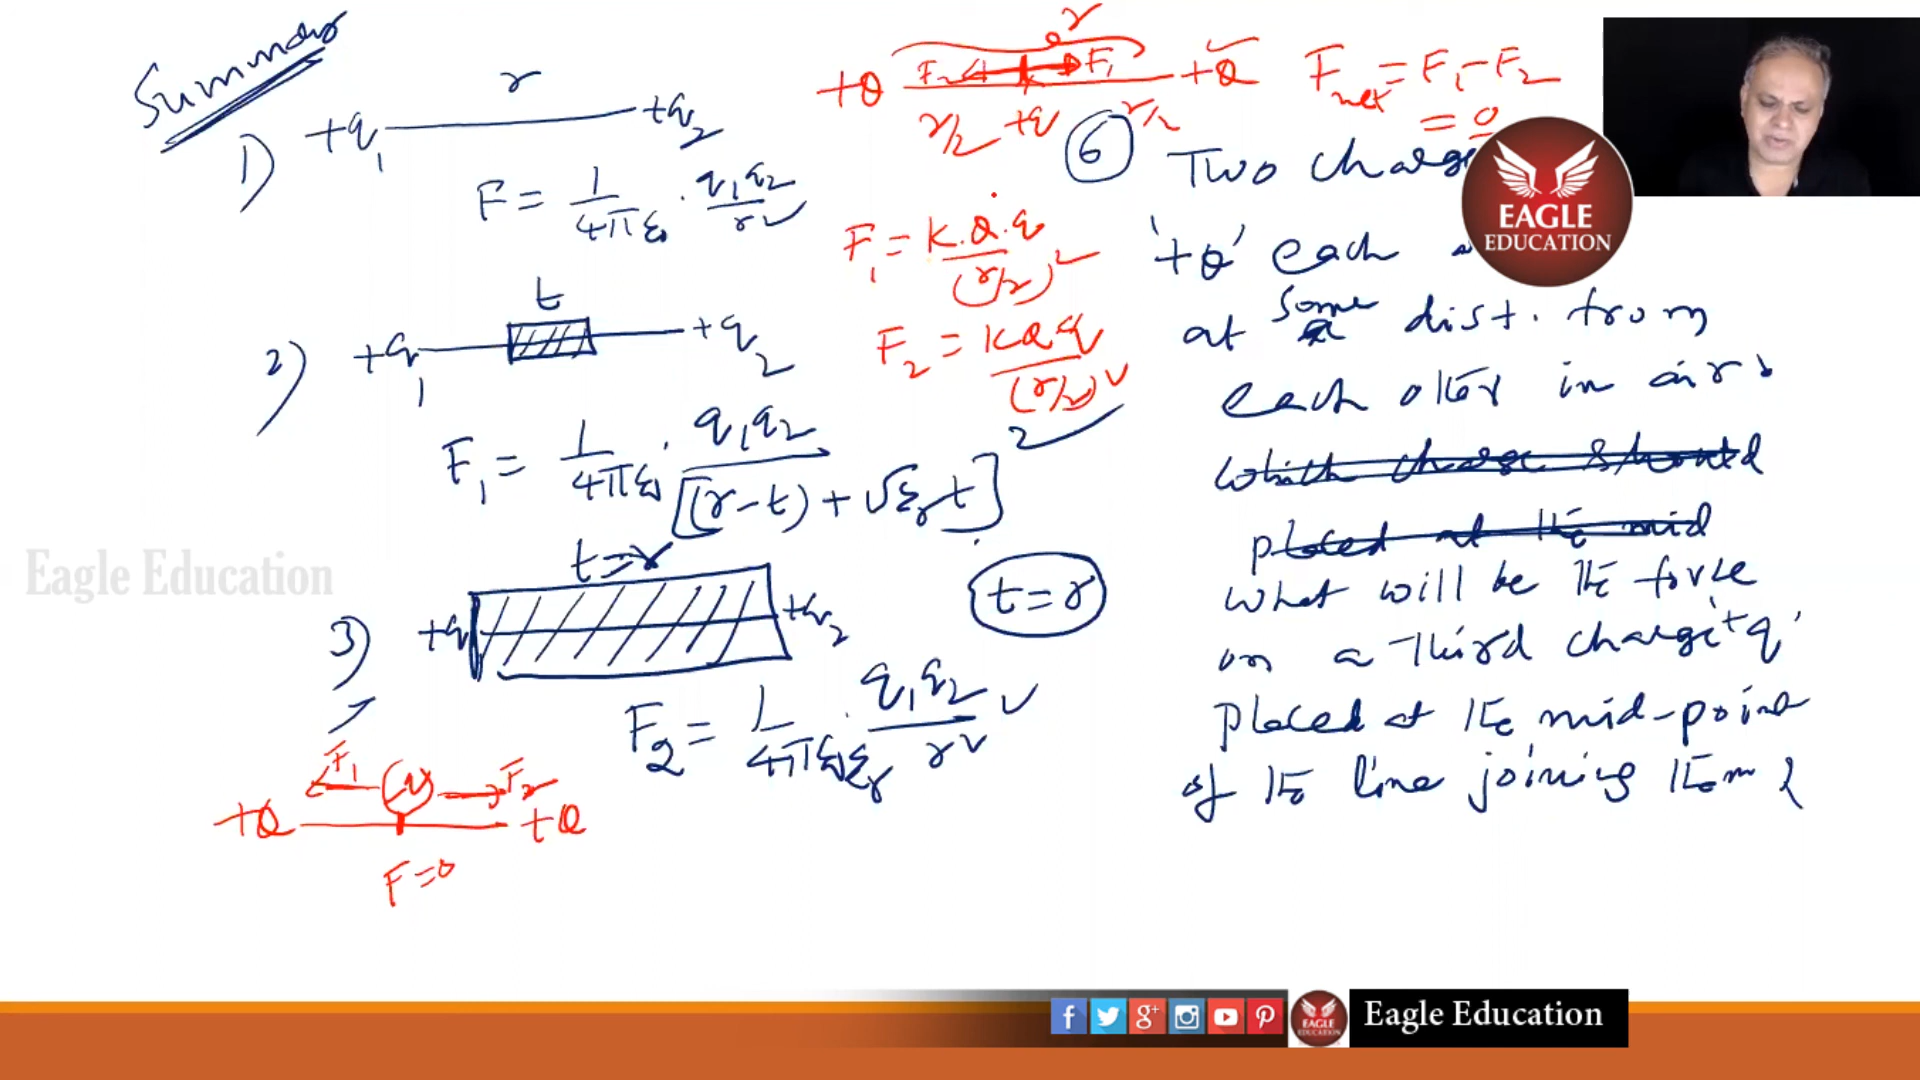 Summary
1) +q1 r +q2
F = 1/4πε0 · q1q2/r²
2) +q1 t +q2
F1 = 1/4πε0 · q1q2/[(r-t)+√εr t]²
3) +q t=r +q2
t=r
F2 = 1/4πε0εr · q1q2/r²
F1 F2
+Q +Q
F=0
r
+Q F2 F1 +Q
r/2 +q r/2
Fnet = F1-F2
= 0
F1 = K.Q.q/(r/2)²
F2 = KQq/(r/2)²
6 Two charge
'+Q' each
at some dist. from
each other in air.
which charge should
placed at the mid
what will be the force
on a third charge '+q'
placed at the mid-point
of the line joining them?
EAGLE
EDUCATION
Eagle Education
EAGLE
EDUCATION
Eagle Education